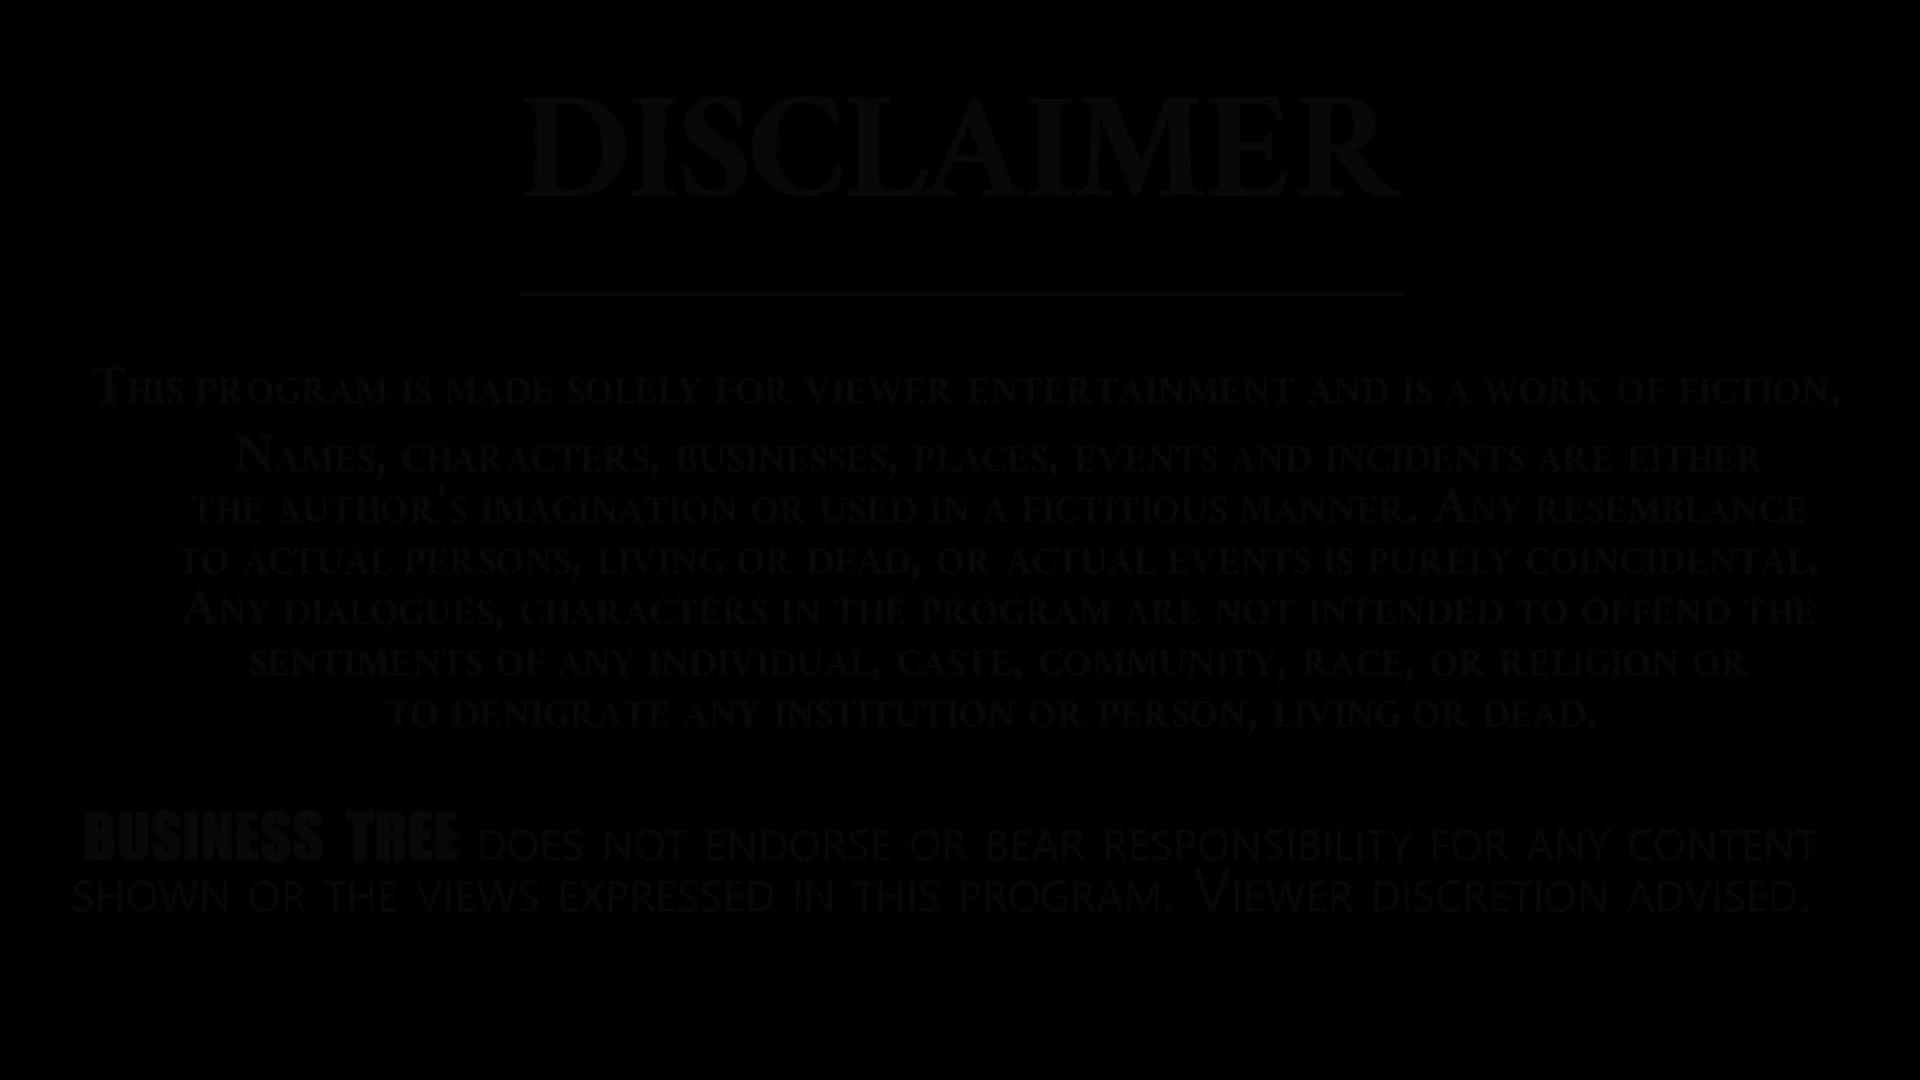 DISCLAIMER
This program is made solely for viewer entertainment and is a work of fiction,
Names, characters, businesses, places, events and incidents are either
the author's imagination or used in a fictitious manner. Any resemblance
to actual persons, living or dead, or actual events is purely coincidental.
Any dialogues, characters in the program are not intended to offend the
sentiments of any individual, caste, community, race, or religion or
to denigrate any institution or person, living or dead.
BUSINESS TREE does not endorse or bear responsibility for any content
shown or the views expressed in this program. Viewer discretion advised.